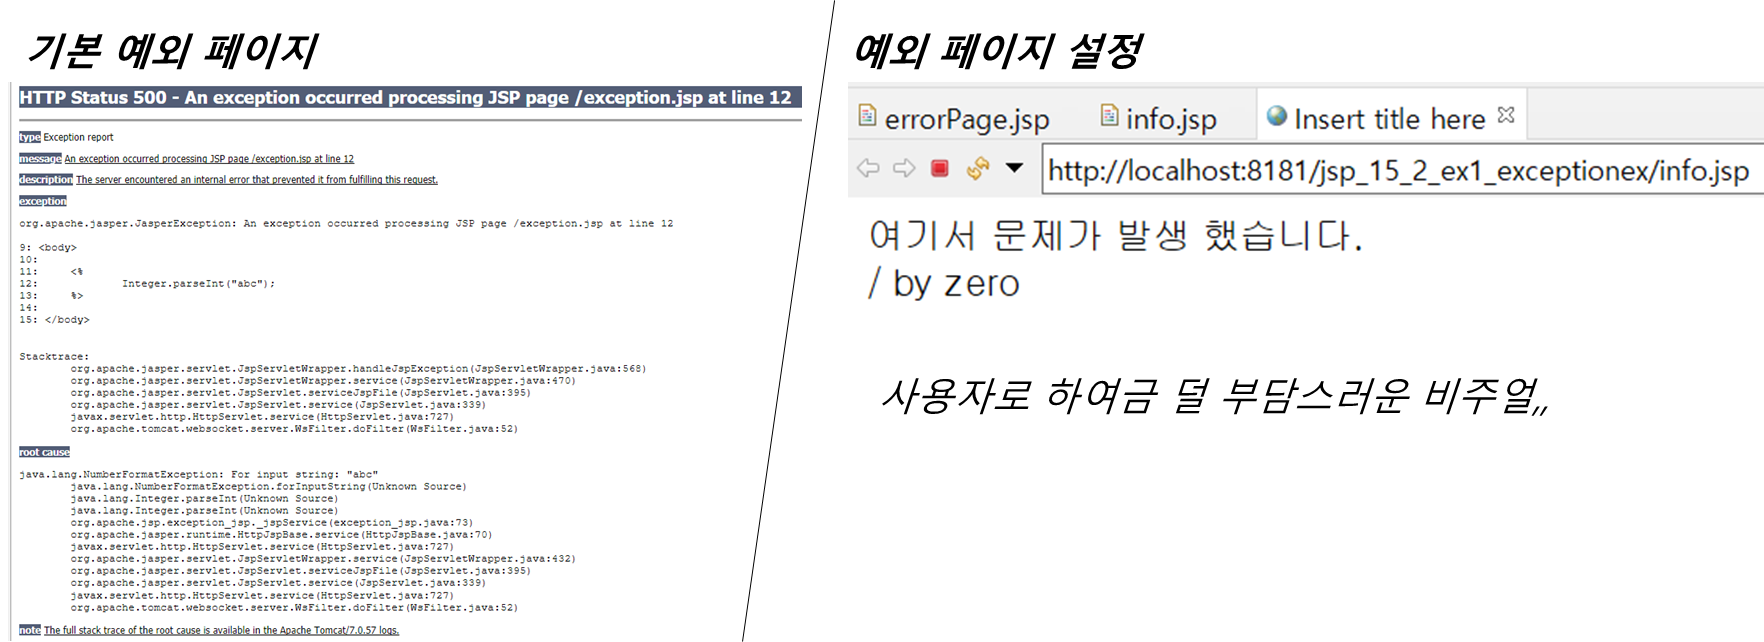 기본 예외 페이지
HTTP Status 500 - An exception occurred processing JSP page /exception.jsp at line 12
type Exception report
message An exception occurred processing JSP page /exception.jsp at line 12
description The server encountered an internal error that prevented it from fulfilling this request.
exception
org.apache.jasper.JasperException: An exception occurred processing JSP page /exception.jsp at line 12
9: <body>
10:
11: <%
12: Integer.parseInt("abc");
13: %>
14:
15: </body>
Stacktrace:
org.apache.jasper.servlet.JspServletWrapper.handleJspException(JspServletWrapper.java:568)
org.apache.jasper.servlet.JspServletWrapper.service(JspServletWrapper.java:470)
org.apache.jasper.servlet.JspServlet.serviceJspFile(JspServlet.java:395)
org.apache.jasper.servlet.JspServlet.service(JspServlet.java:339)
javax.servlet.http.HttpServlet.service(HttpServlet.java:727)
org.apache.tomcat.websocket.server.WsFilter.doFilter(WsFilter.java:52)
root cause
java.lang.NumberFormatException: For input string: "abc"
java.lang.NumberFormatException.forInputString(Unknown Source)
java.lang.Integer.parseInt(Unknown Source)
java.lang.Integer.parseInt(Unknown Source)
org.apache.jsp.exception_jsp._jspService(exception_jsp.java:73)
org.apache.jasper.runtime.HttpJspBase.service(HttpJspBase.java:70)
javax.servlet.http.HttpServlet.service(HttpServlet.java:727)
org.apache.jasper.servlet.JspServletWrapper.service(JspServletWrapper.java:432)
org.apache.jasper.servlet.JspServlet.serviceJspFile(JspServlet.java:395)
org.apache.jasper.servlet.JspServlet.service(JspServlet.java:339)
javax.servlet.http.HttpServlet.service(HttpServlet.java:727)
org.apache.tomcat.websocket.server.WsFilter.doFilter(WsFilter.java:52)
note The full stack trace of the root cause is available in the Apache Tomcat/7.0.57 logs.
예외 페이지 설정
errorPage.jsp info.jsp Insert title here
http://localhost:8181/jsp_15_2_ex1_exceptionex/info.jsp
여기서 문제가 발생 했습니다.
/ by zero
사용자로 하여금 덜 부담스러운 비주얼,,